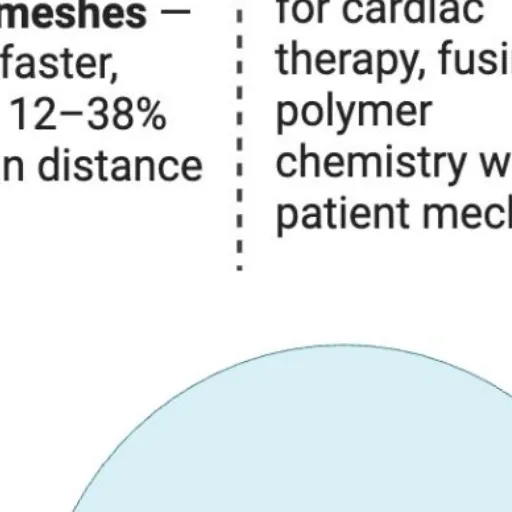 meshes —
faster,
12–38%
n distance
for cardiac
therapy, fusi
polymer
chemistry w
patient mech